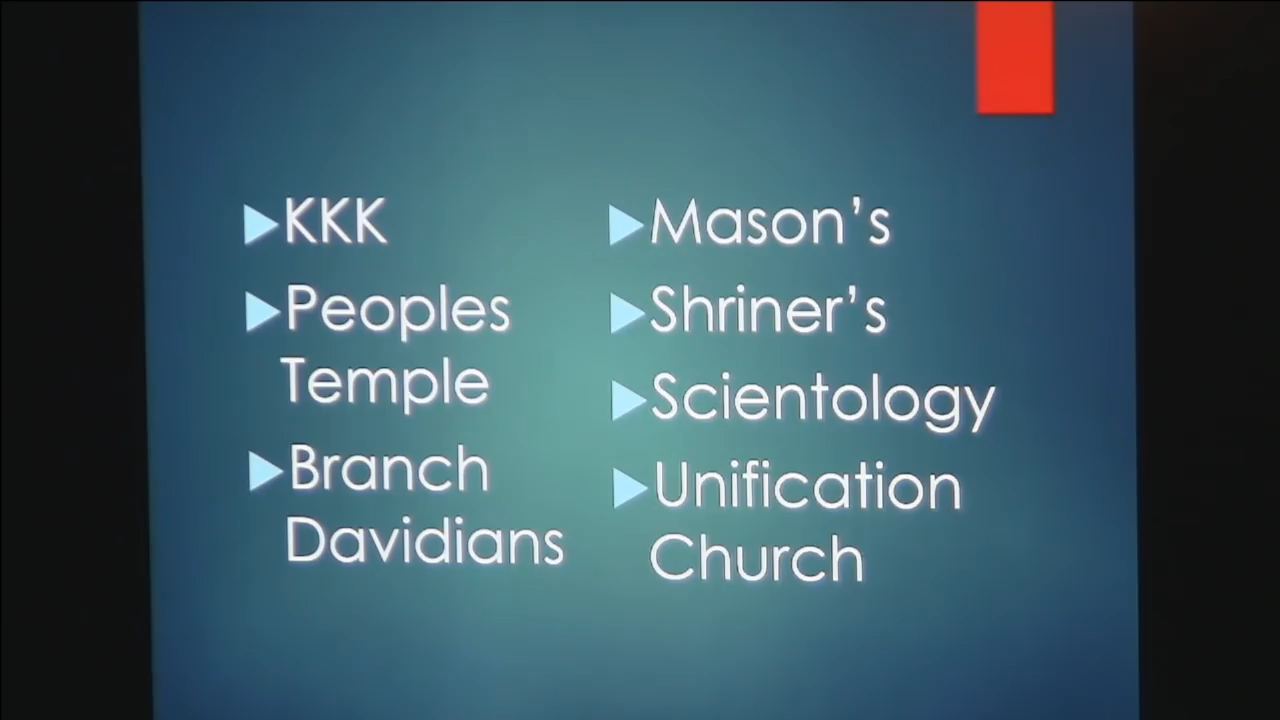 KKK
Peoples
Temple
Branch
Davidians
Mason’s
Shriner’s
Scientology
Unification
Church